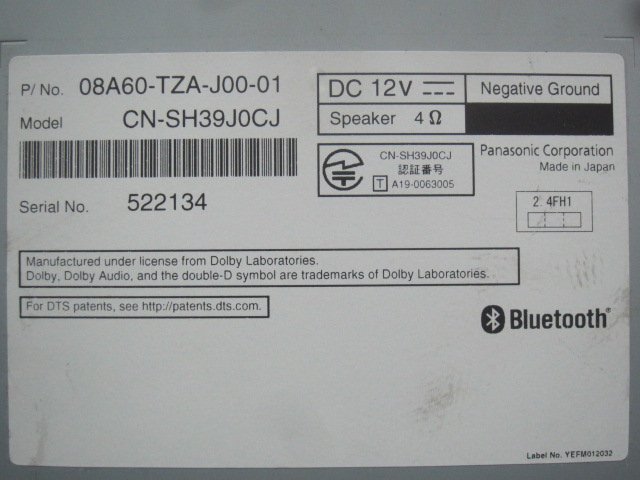 P/ No. 08A60-TZA-J00-01
Model CN-SH39J0CJ
Serial No. 522134
DC 12V
Negative Ground
Speaker 4 Ω
CN-SH39J0CJ
認証番号
T A19-0063005
Panasonic Corporation
Made in Japan
2.4FH1
Manufactured under license from Dolby Laboratories.
Dolby, Dolby Audio, and the double-D symbol are trademarks of Dolby Laboratories.
For DTS patents, see http://patents.dts.com.
Bluetooth®
Label No. YEFM012032